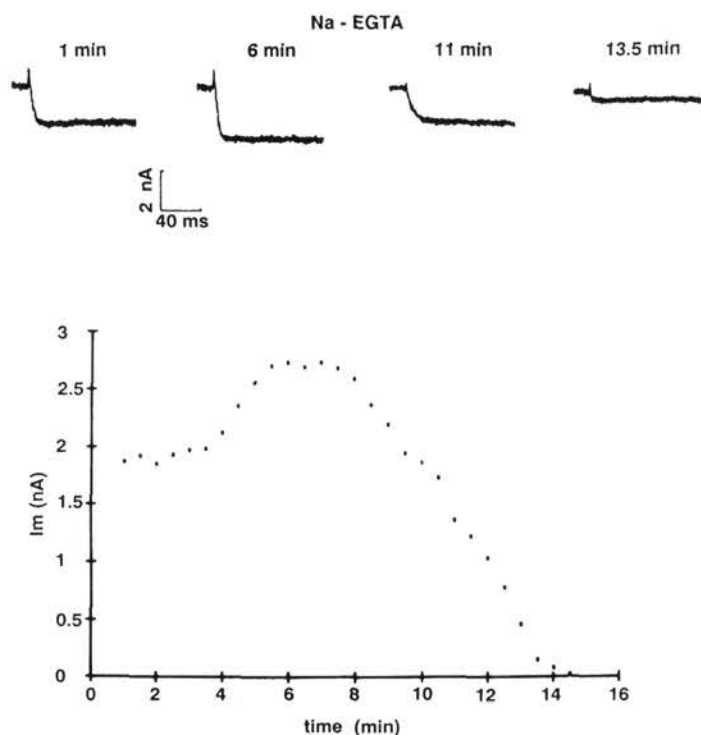 Na - EGTA
1 min 6 min 11 min 13.5 min
2 nA
40 ms
3
2.5
2
1.5
1
0.5
0
Im (nA)
0 2 4 6 8 10 12 14 16
time (min)